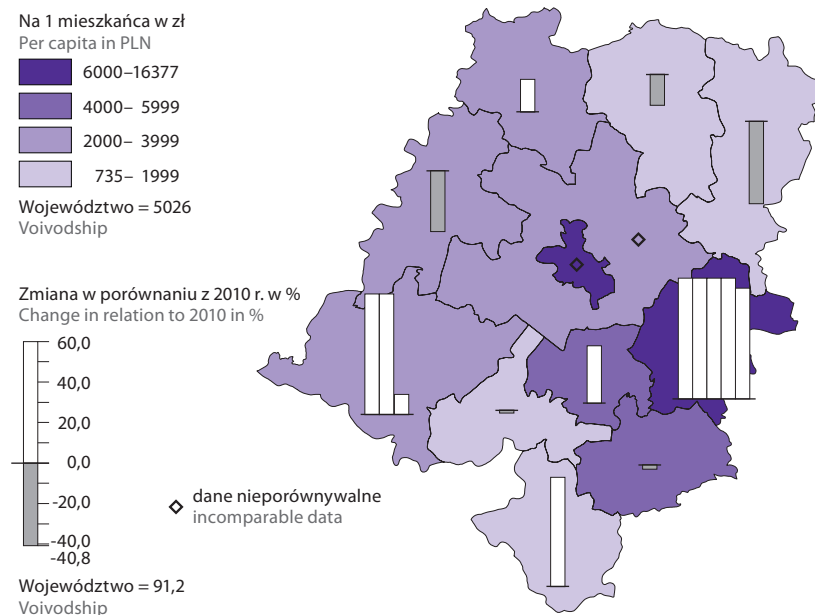 Na 1 mieszkańca w zł
Per capita in PLN
6000–16377
4000– 5999
2000– 3999
735– 1999
Województwo = 5026
Voivodship
Zmiana w porównaniu z 2010 r. w %
Change in relation to 2010 in %
60,0
40,0
20,0
0,0
-20,0
-40,0
-40,8
dane nieporównywalne
incomparable data
Województwo = 91,2
Voivodship